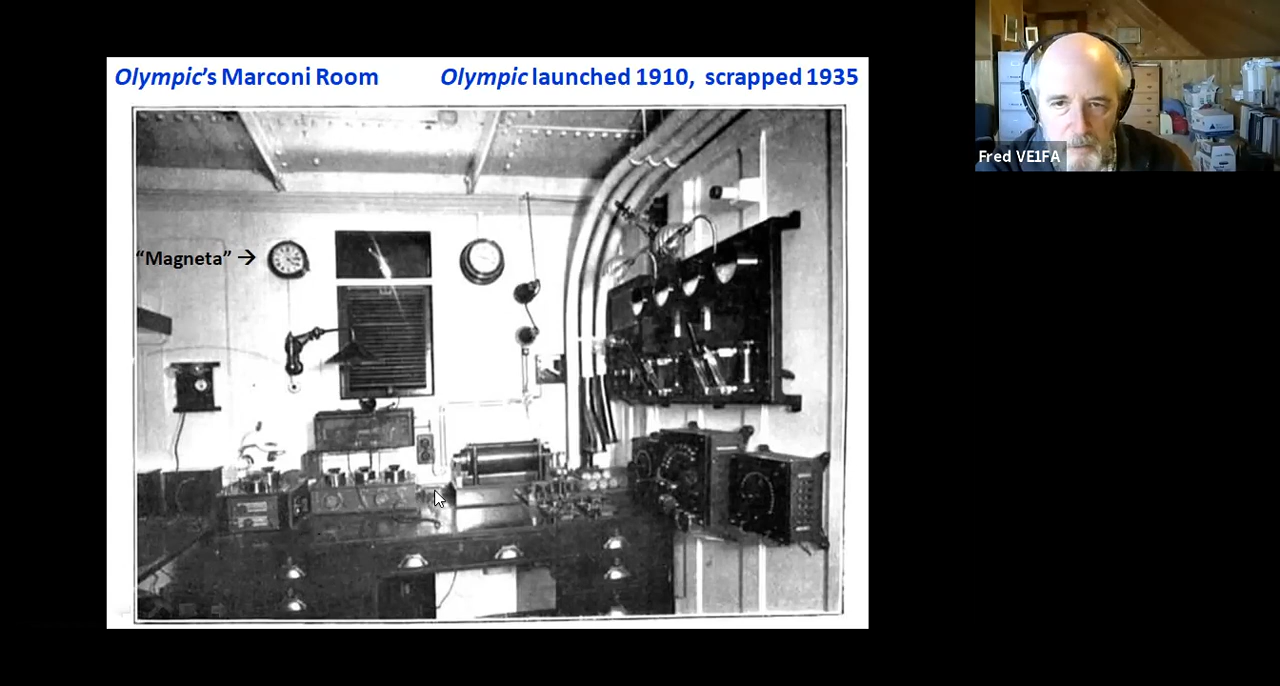 Olympic's Marconi Room
Olympic launched 1910, scrapped 1935
"Magneta" →
Fred VE1FA